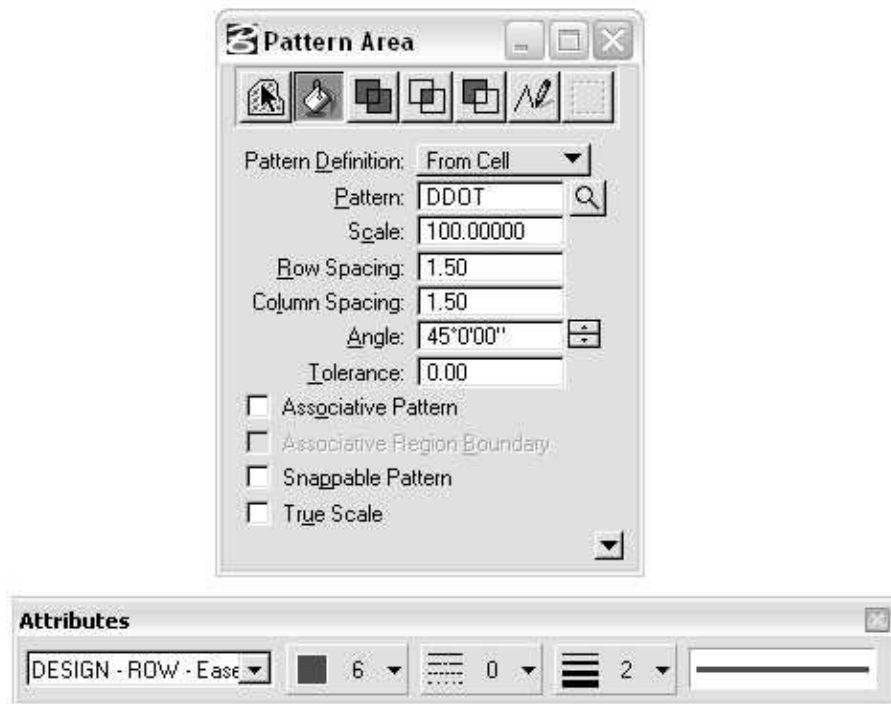 Pattern Area
Pattern Definition: From Cell
Pattern: DDOT
Scale: 100.00000
Row Spacing: 1.50
Column Spacing: 1.50
Angle: 45°0'00"
Tolerance: 0.00
Associative Pattern
Associative Region Boundary
Snappable Pattern
True Scale
Attributes
DESIGN - ROW - Ease 6 0 2